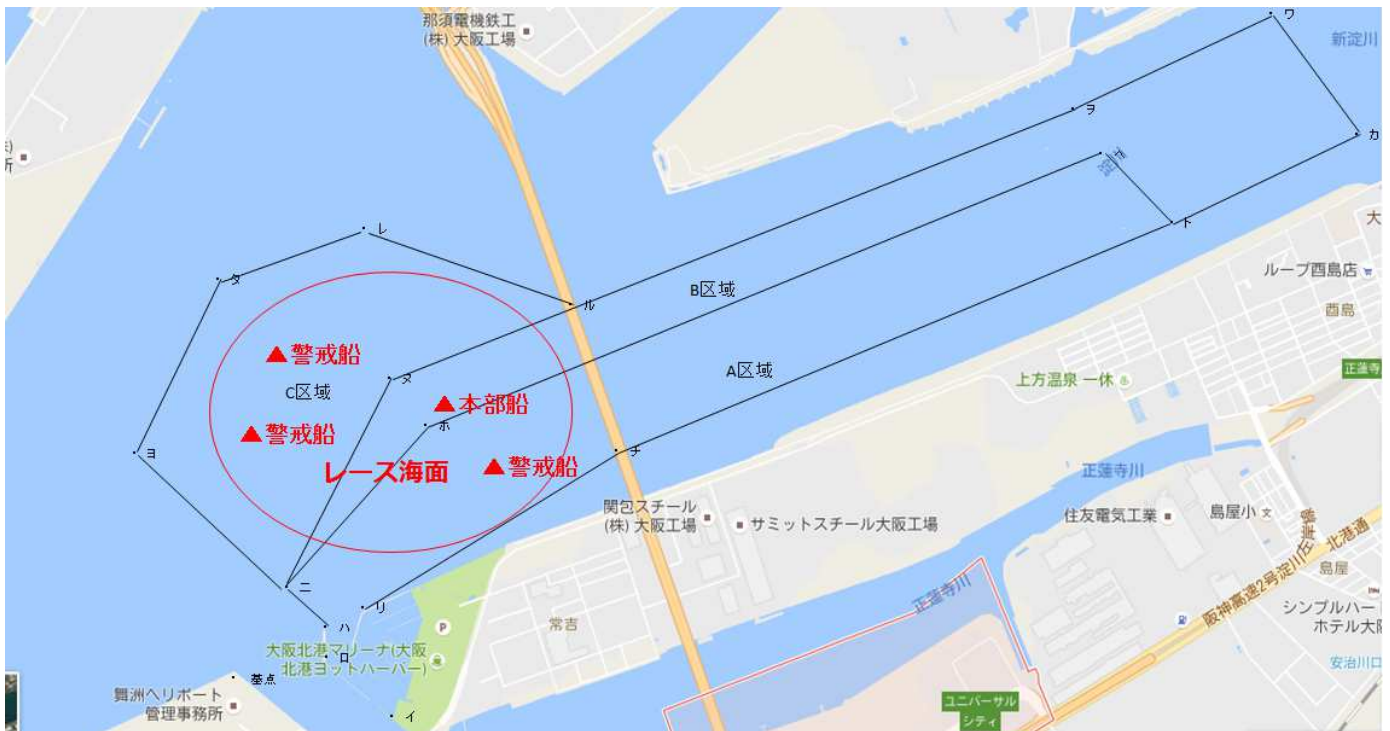 那須電機鉄工
(株) 大阪工場
ワ
新淀川
ヲ
カ
ト
大
レ
タ
ループ酉島店
ル
B区域
酉島
▲警戒船
A区域
正蓮寺
ヌ
上方温泉 一休
C区域
▲本部船
ホ
▲警戒船
ヨ
チ
レース海面
▲警戒船
正蓮寺川
関包スチール
(株) 大阪工場
サミットスチール大阪工場
住友電気工業
島屋小
北港通
島屋
ニ
リ
正蓮寺川
阪神高速2号淀川左岸線
ハ
P
常吉
シンプルハート
ホテル大阪
ロ
大阪北港マリーナ(大阪
北港ヨットハーバー)
安治川口
基点
舞洲ヘリポート
管理事務所
イ
ユニバーサル
シティ